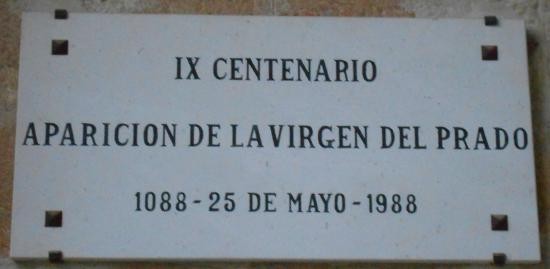 IX CENTENARIO
APARICION DE LA VIRGEN DEL PRADO
1088 - 25 DE MAYO - 1988